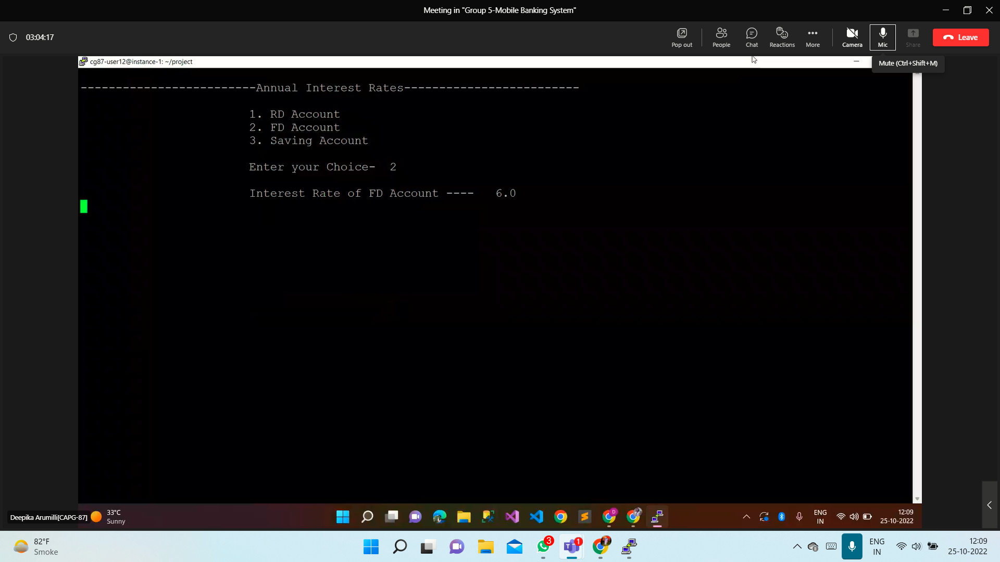 Meeting in "Group 5-Mobile Banking System"
03:04:17
Pop out
People
Chat
Reactions
More
Camera
Mic
Share
Leave
cg87-user12@instance-1: ~/project
Mute (Ctrl+Shift+M)
-------------------------Annual Interest Rates-------------------------
1. RD Account
2. FD Account
3. Saving Account
Enter your Choice- 2
Interest Rate of FD Account ---- 6.0
Deepika Arumilli[CAPG-87]
33°C
Sunny
D
ENG
IN
12:09
25-10-2022
82°F
Smoke
3
1
ENG
IN
12:09
25-10-2022